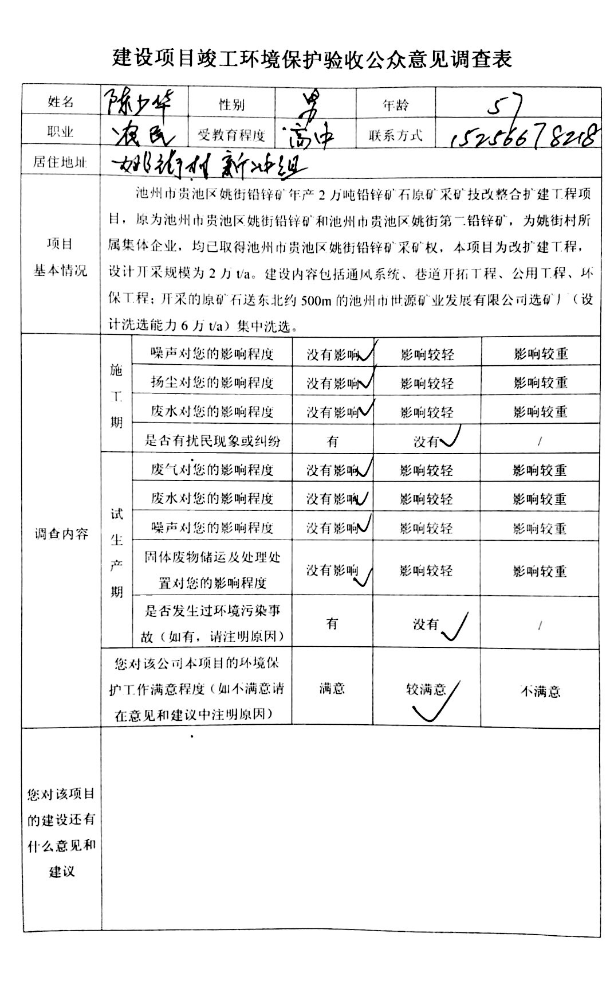 建设项目竣工环境保护验收公众意见调查表
姓名 陈少华 性别 男 年龄 57
职业 农民 受教育程度 高中 联系方式 15256678218
居住地址 姚街村新冲组
项目
基本情况
池州市贵池区姚街铅锌矿年产2万吨铅锌矿石原矿采矿技改整合扩建工程项
目，原为池州市贵池区姚街铅锌矿和池州市贵池区姚街第二铅锌矿，为姚街村所
属集体企业，均已取得池州市贵池区姚街铅锌矿采矿权，本项目为改扩建工程，
设计开采规模为2万t/a。建设内容包括通风系统、巷道开拓工程、公用工程、环
保工程；开采的原矿石送东北约500m的池州市世源矿业发展有限公司选矿厂（设
计洗选能力6万t/a）集中洗选。
调查内容
施工期
噪声对您的影响程度 没有影响✓ 影响较轻 影响较重
扬尘对您的影响程度 没有影响✓ 影响较轻 影响较重
废水对您的影响程度 没有影响✓ 影响较轻 影响较重
是否有扰民现象或纠纷 有 没有✓ /
试生产期
废气对您的影响程度 没有影响✓ 影响较轻 影响较重
废水对您的影响程度 没有影响✓ 影响较轻 影响较重
噪声对您的影响程度 没有影响✓ 影响较轻 影响较重
固体废物储运及处理处
置对您的影响程度 没有影响✓ 影响较轻 影响较重
是否发生过环境污染事
故（如有，请注明原因） 有 没有✓ /
您对该公司本项目的环境保
护工作满意程度（如不满意请
在意见和建议中注明原因） 满意 较满意✓ 不满意
您对该项目
的建设还有
什么意见和
建议